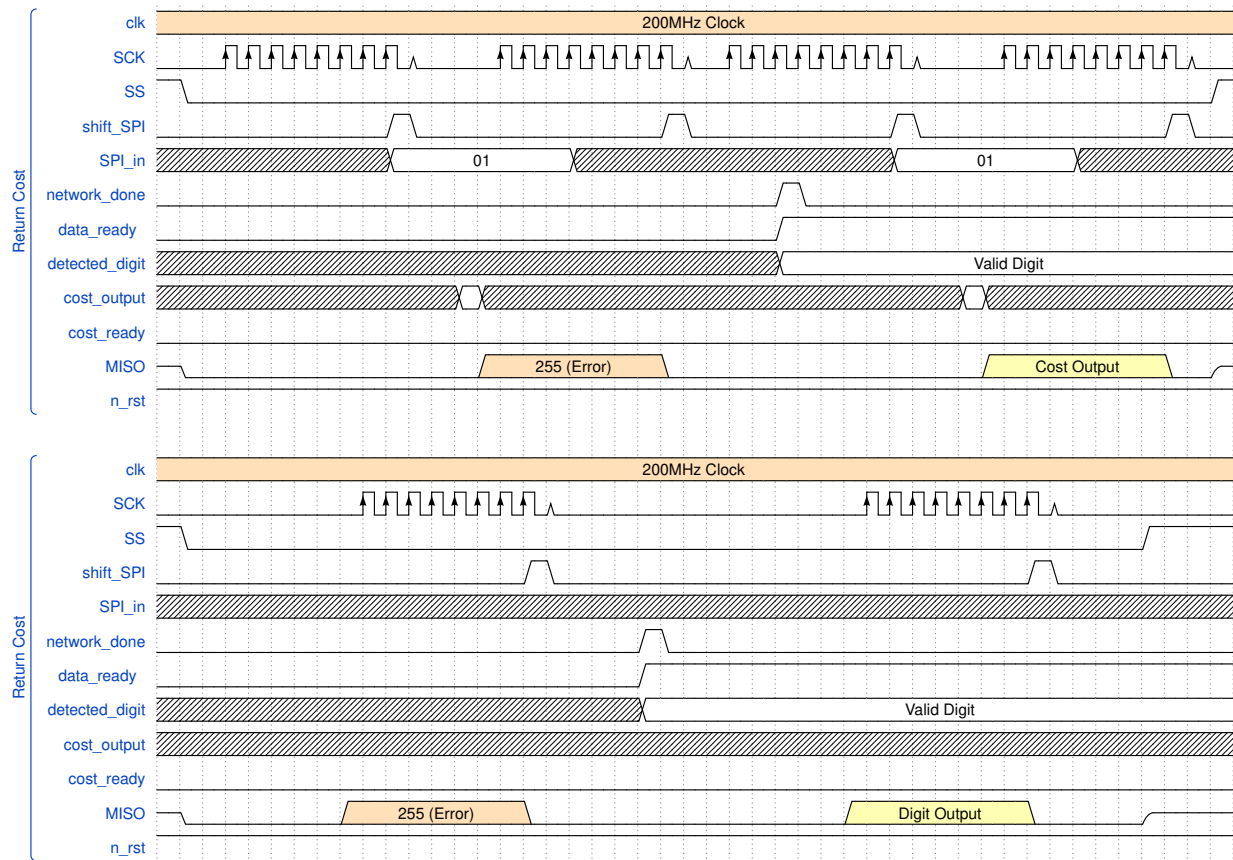 Return Cost
clk 200MHz Clock
SCK
SS
shift_SPI
SPI_in 01 01
network_done
data_ready
detected_digit Valid Digit
cost_output
cost_ready
MISO 255 (Error) Cost Output
n_rst
Return Cost
clk 200MHz Clock
SCK
SS
shift_SPI
SPI_in
network_done
data_ready
detected_digit Valid Digit
cost_output
cost_ready
MISO 255 (Error) Digit Output
n_rst